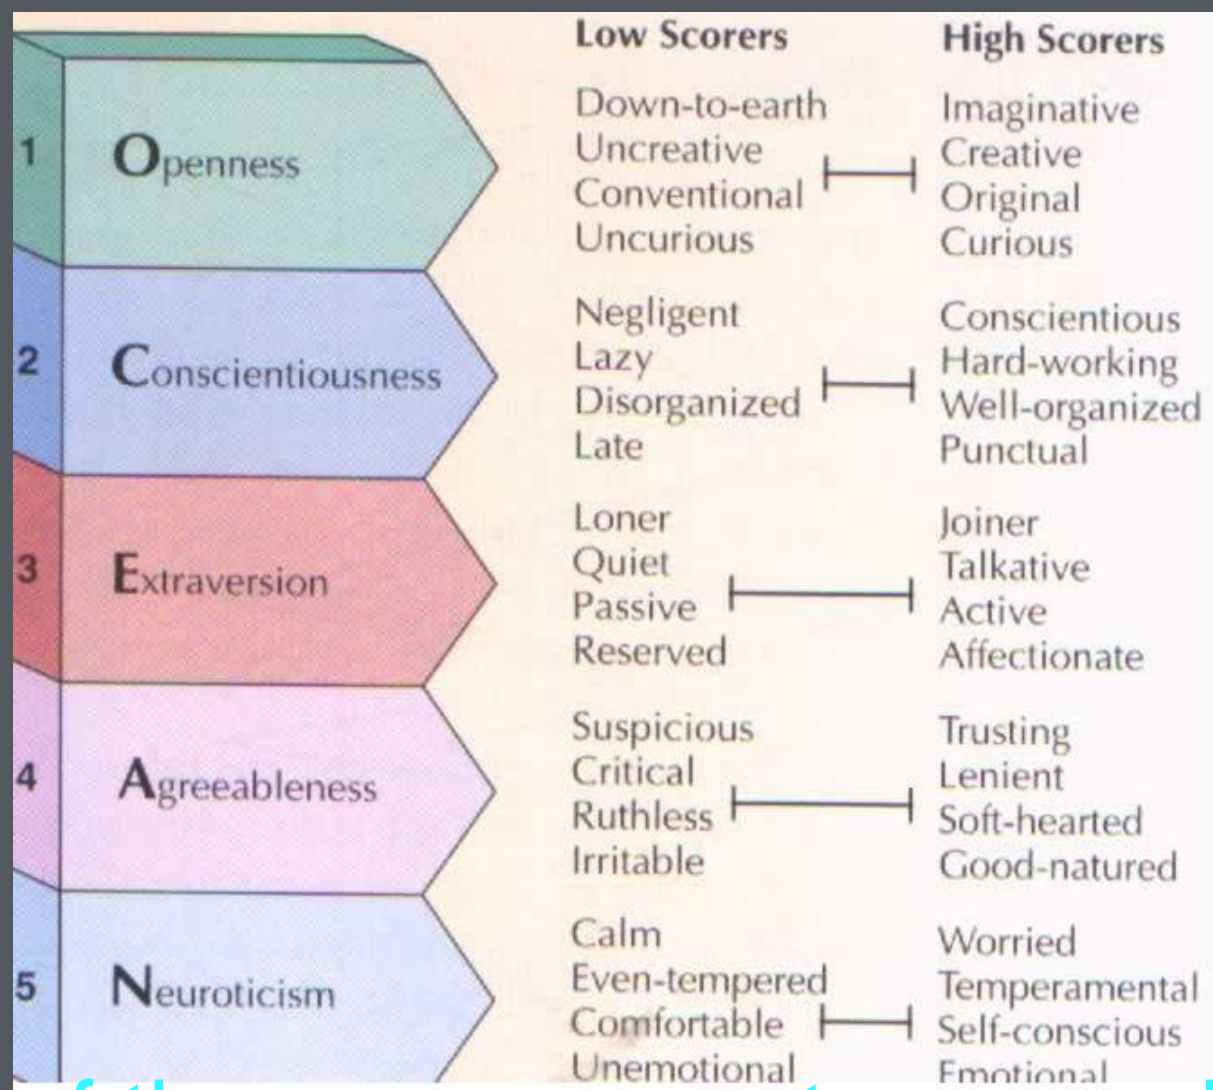 Low Scorers High Scorers
1 Openness
Down-to-earth Imaginative
Uncreative Creative
Conventional Original
Uncurious Curious
2 Conscientiousness
Negligent Conscientious
Lazy Hard-working
Disorganized Well-organized
Late Punctual
3 Extraversion
Loner Joiner
Quiet Talkative
Passive Active
Reserved Affectionate
4 Agreeableness
Suspicious Trusting
Critical Lenient
Ruthless Soft-hearted
Irritable Good-natured
5 Neuroticism
Calm Worried
Even-tempered Temperamental
Comfortable Self-conscious
Unemotional Emotional